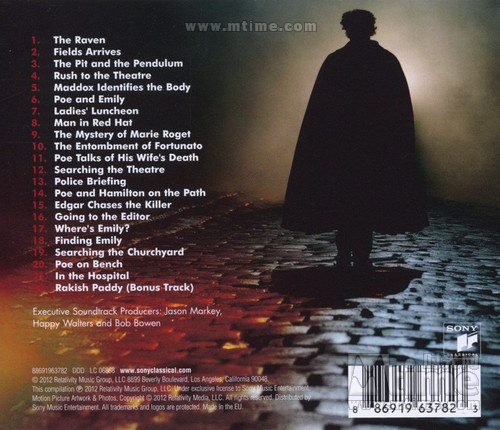 www.mtime.com
1. The Raven
2. Fields Arrives
3. The Pit and the Pendulum
4. Rush to the Theatre
5. Maddox Identifies the Body
6. Poe and Emily
7. Ladies' Luncheon
8. Man in Red Hat
9. The Mystery of Marie Roget
10. The Entombment of Fortunato
11. Poe Talks of His Wife's Death
12. Searching the Theatre
13. Police Briefing
14. Poe and Hamilton on the Path
15. Edgar Chases the Killer
16. Going to the Editor
17. Where's Emily?
18. Finding Emily
19. Searching the Churchyard
20. Poe on Bench
In the Hospital
Rakish Paddy (Bonus Track)
Executive Soundtrack Producers: Jason Markey,
Happy Walters and Bob Bowen
88691963782 DDD LC www.sonyclassical.com
© 2012 Relativity Music Group, LLC 8899 Beverly Boulevard, Los Angeles, California 90048.
This compilation ℗ 2012 Relativity Music Group, LLC. Under exclusive license to Sony Music Entertainment.
Motion Picture Artwork & Photos, Copyright © 2012 Relativity Media, LLC. All rights reserved. Distributed by
Sony Music Entertainment. All trademarks and logos are protected. Made in the EU.
SONY
CLASSICAL
8 86919 63782 3